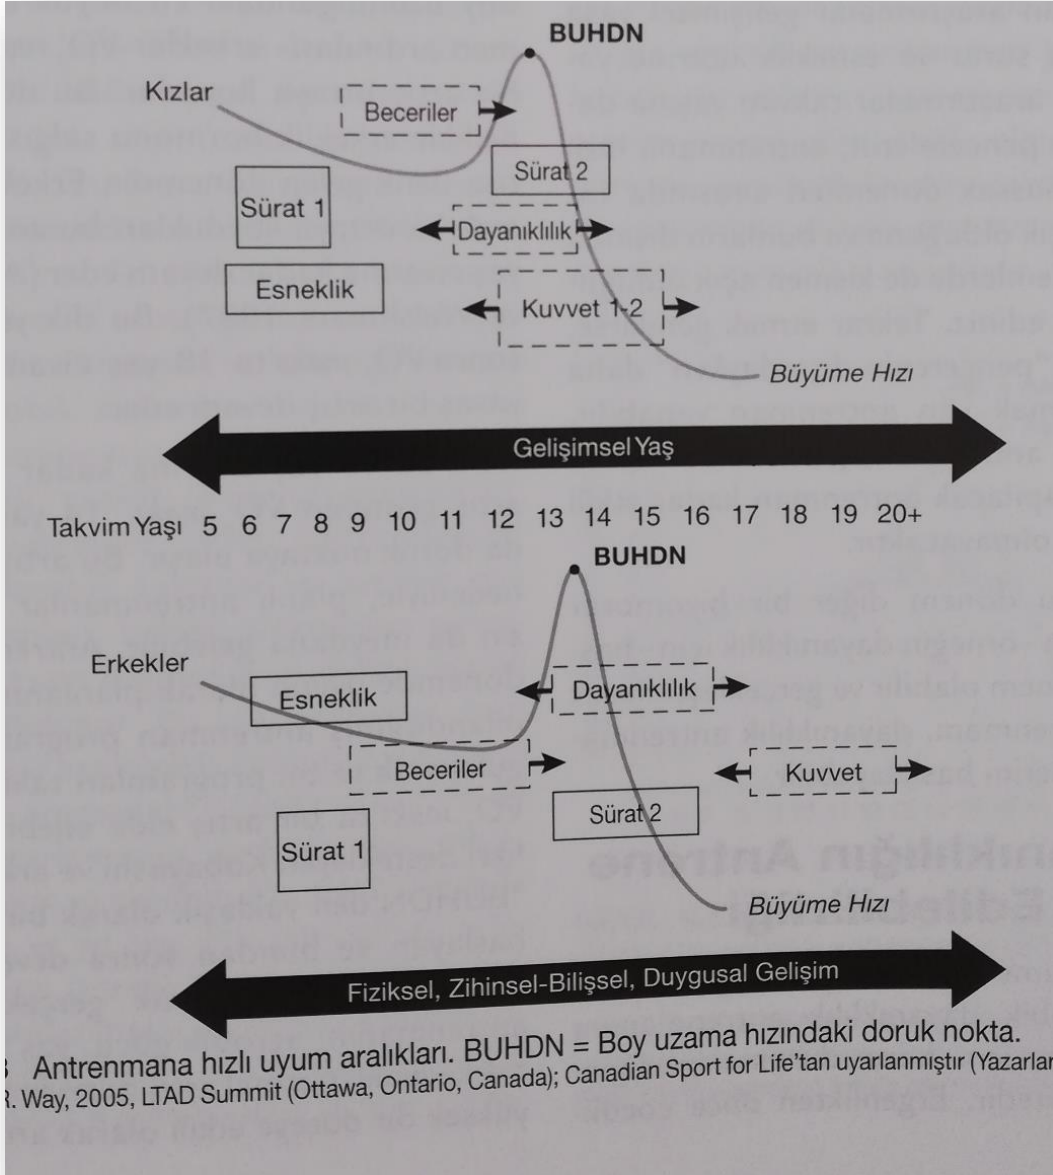 BUHDN
Kızlar
Beceriler
Sürat 2
Sürat 1
Dayanıklılık
Esneklik
Kuvvet 1-2
Büyüme Hızı
Gelişimsel Yaş
Takvim Yaşı 5 6 7 8 9 10 11 12 13 14 15 16 17 18 19 20+
BUHDN
Erkekler
Esneklik
Dayanıklılık
Beceriler
Kuvvet
Sürat 2
Sürat 1
Büyüme Hızı
Fiziksel, Zihinsel-Bilişsel, Duygusal Gelişim
Antrenmana hızlı uyum aralıkları. BUHDN = Boy uzama hızındaki doruk nokta.
R. Way, 2005, LTAD Summit (Ottawa, Ontario, Canada); Canadian Sport for Life'tan uyarlanmıştır (Yazarlar